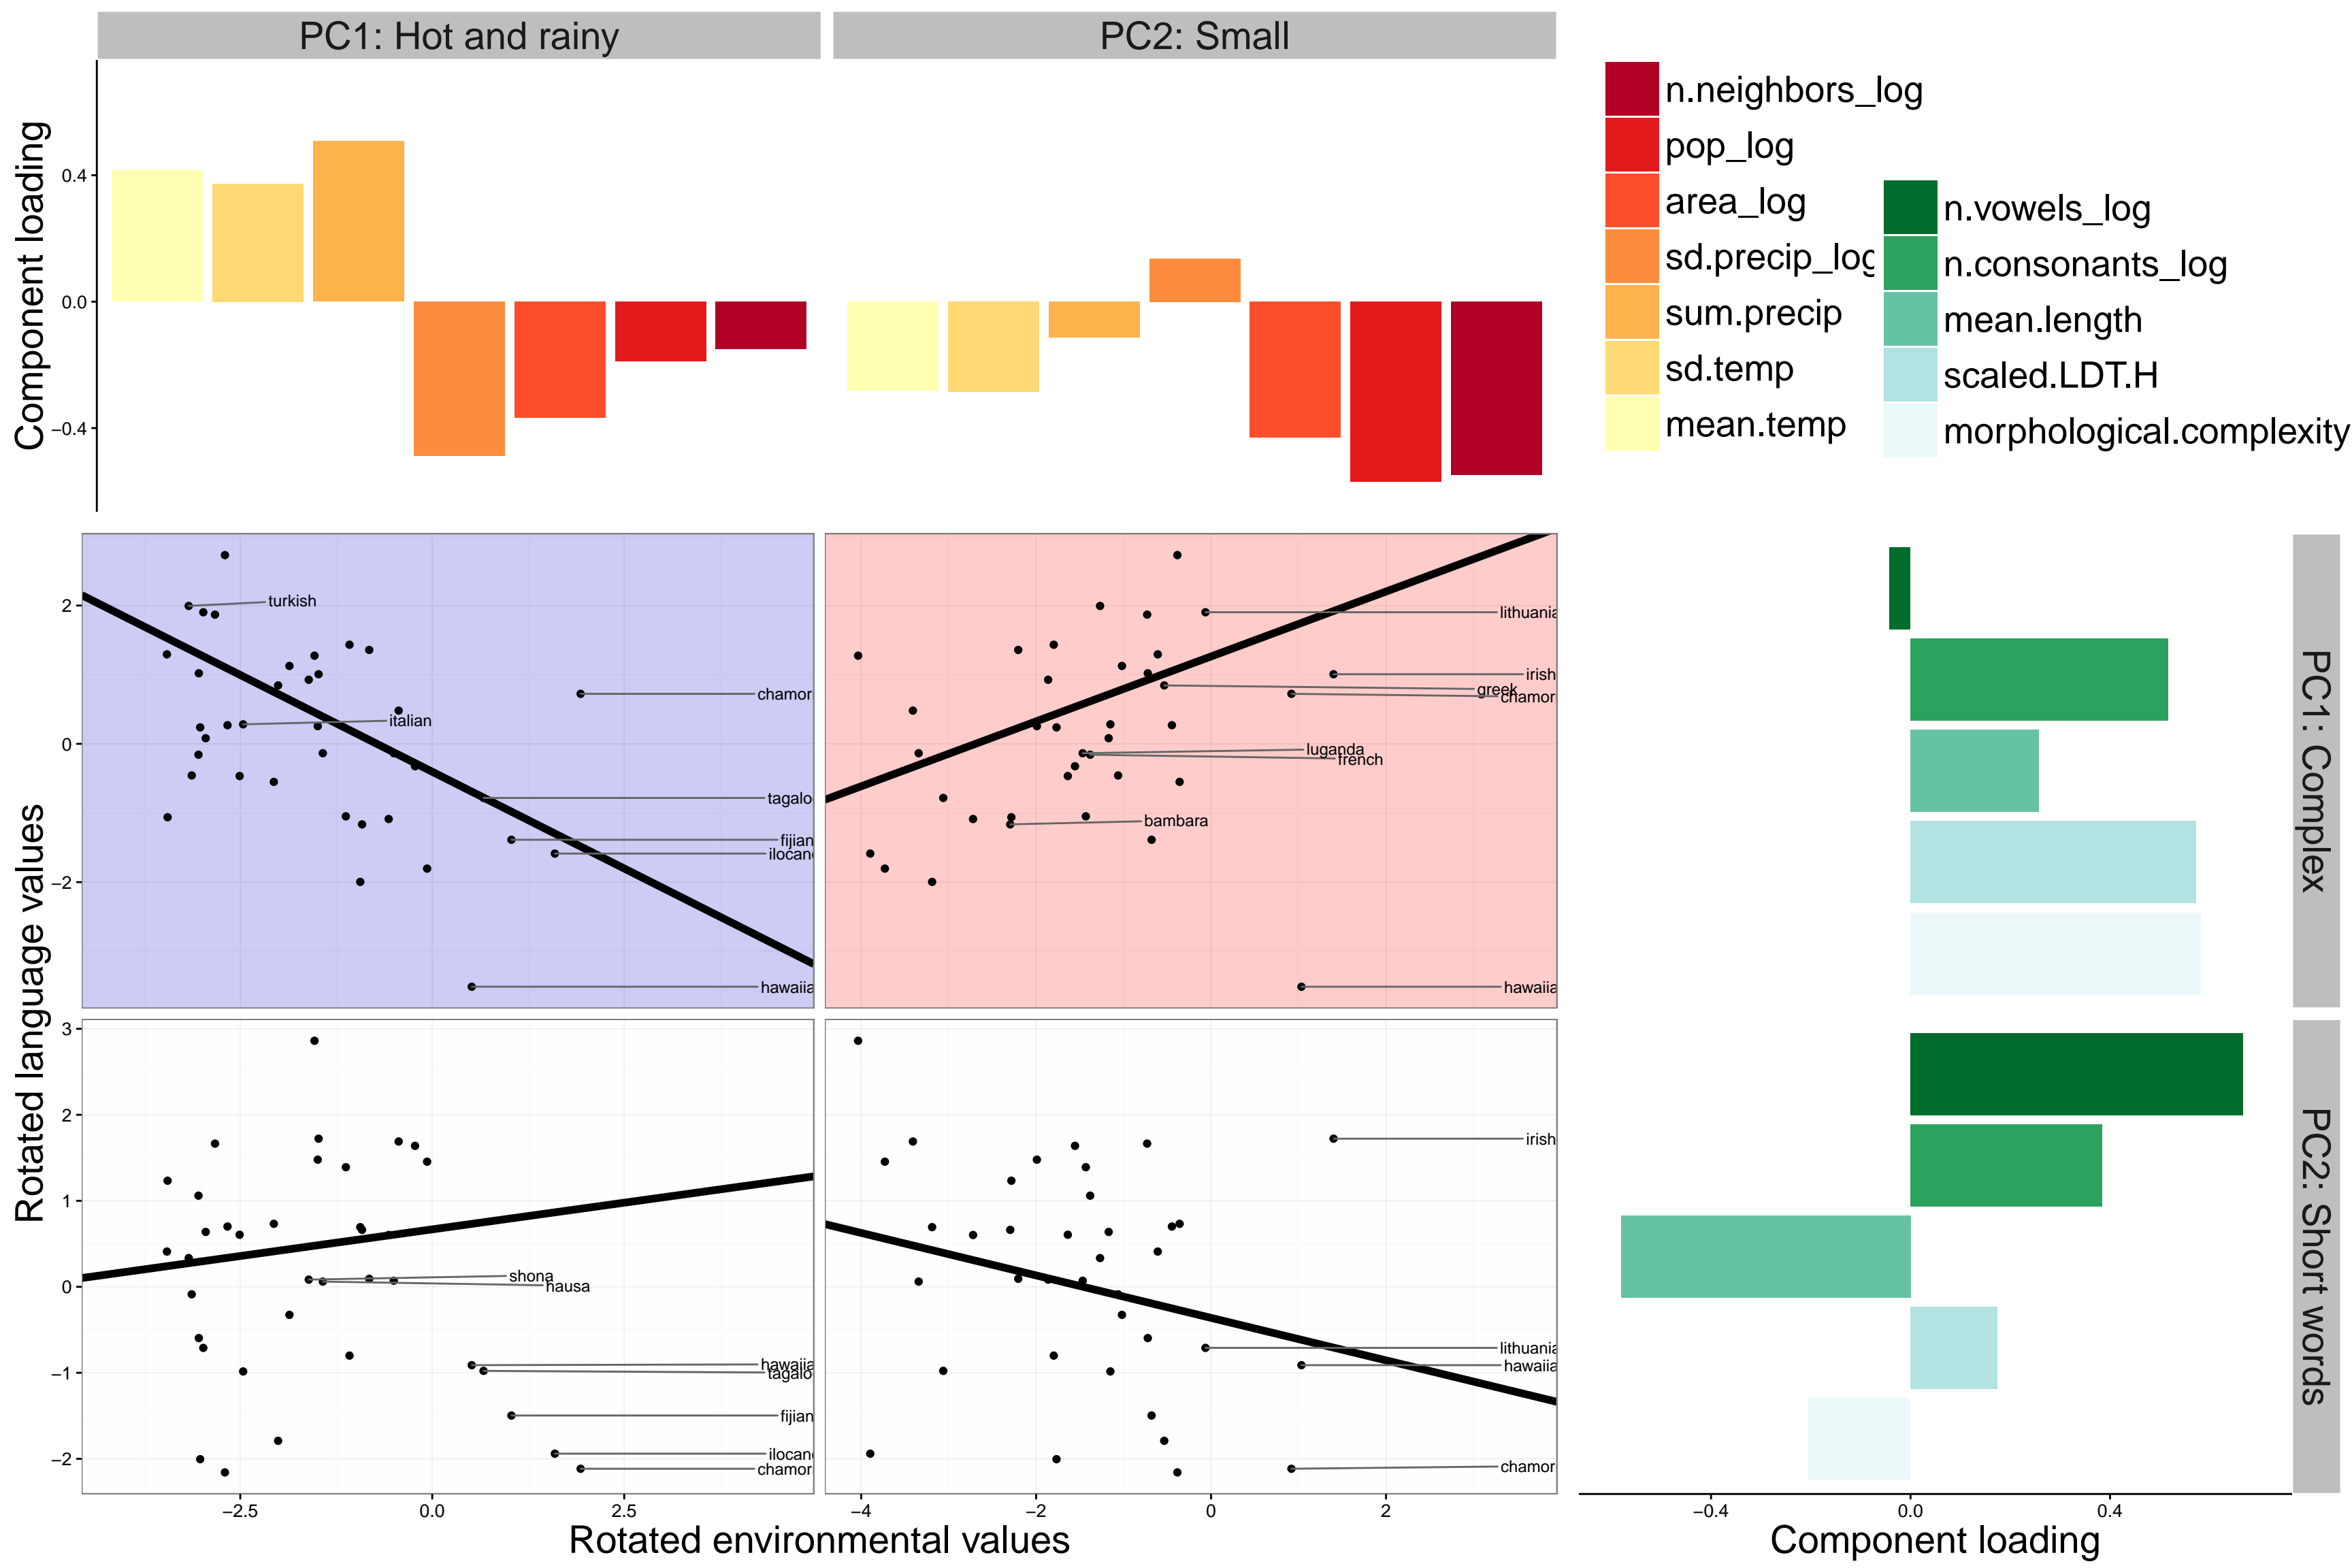 PC1: Hot and rainy
PC2: Small
Component loading
0.4
0.0
−0.4
n.neighbors_log
pop_log
area_log
sd.precip_log
sum.precip
sd.temp
mean.temp
n.vowels_log
n.consonants_log
mean.length
scaled.LDT.H
morphological.complexity
Rotated language values
2
0
−2
turkish
italian
chamor
tagalo
fijian
ilocan
hawaiia
lithuania
irish
greek
chamor
luganda
french
bambara
hawaiia
PC1: Complex
3
2
1
0
−1
−2
shona
hausa
hawaiia
tagalo
fijian
ilocan
chamor
irish
lithuania
hawaiia
chamor
PC2: Short words
−2.5
0.0
2.5
−4
−2
0
2
−0.4
0.0
0.4
Rotated environmental values
Component loading